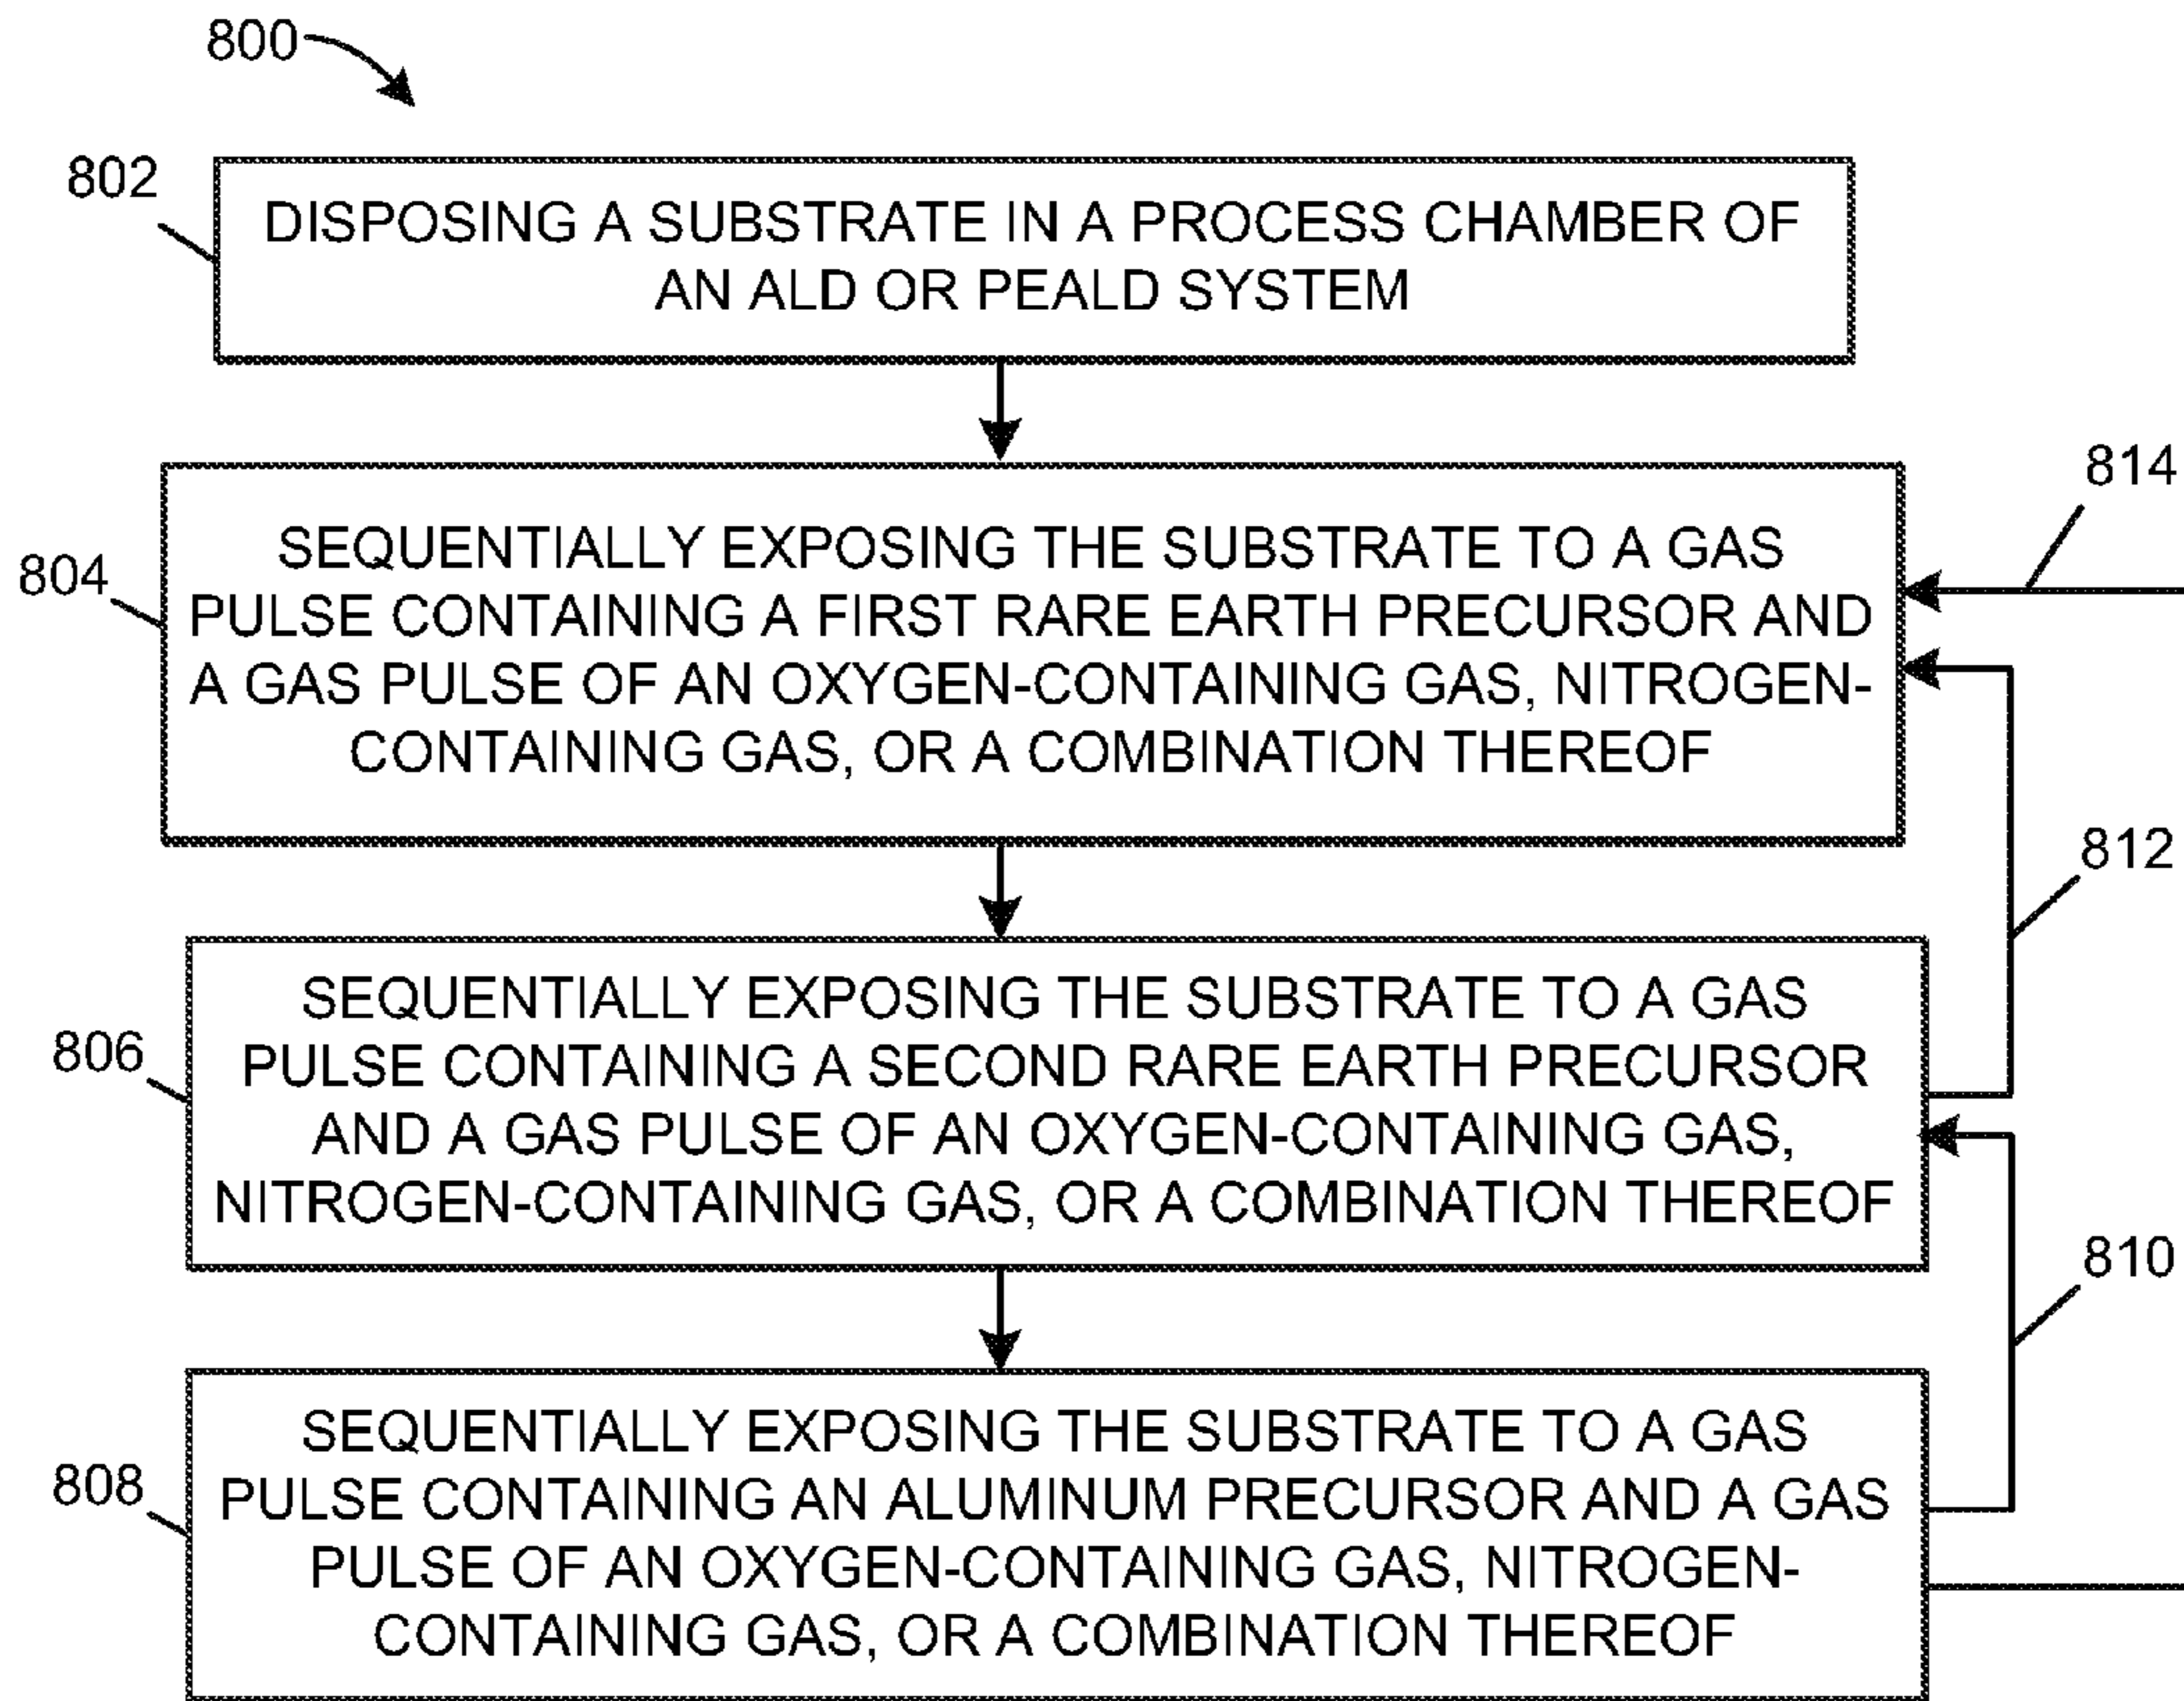 800
802
DISPOSING A SUBSTRATE IN A PROCESS CHAMBER OF
AN ALD OR PEALD SYSTEM
814
804
SEQUENTIALLY EXPOSING THE SUBSTRATE TO A GAS
PULSE CONTAINING A FIRST RARE EARTH PRECURSOR AND
A GAS PULSE OF AN OXYGEN-CONTAINING GAS, NITROGEN-
CONTAINING GAS, OR A COMBINATION THEREOF
812
806
SEQUENTIALLY EXPOSING THE SUBSTRATE TO A GAS
PULSE CONTAINING A SECOND RARE EARTH PRECURSOR
AND A GAS PULSE OF AN OXYGEN-CONTAINING GAS,
NITROGEN-CONTAINING GAS, OR A COMBINATION THEREOF
810
808
SEQUENTIALLY EXPOSING THE SUBSTRATE TO A GAS
PULSE CONTAINING AN ALUMINUM PRECURSOR AND A GAS
PULSE OF AN OXYGEN-CONTAINING GAS, NITROGEN-
CONTAINING GAS, OR A COMBINATION THEREOF